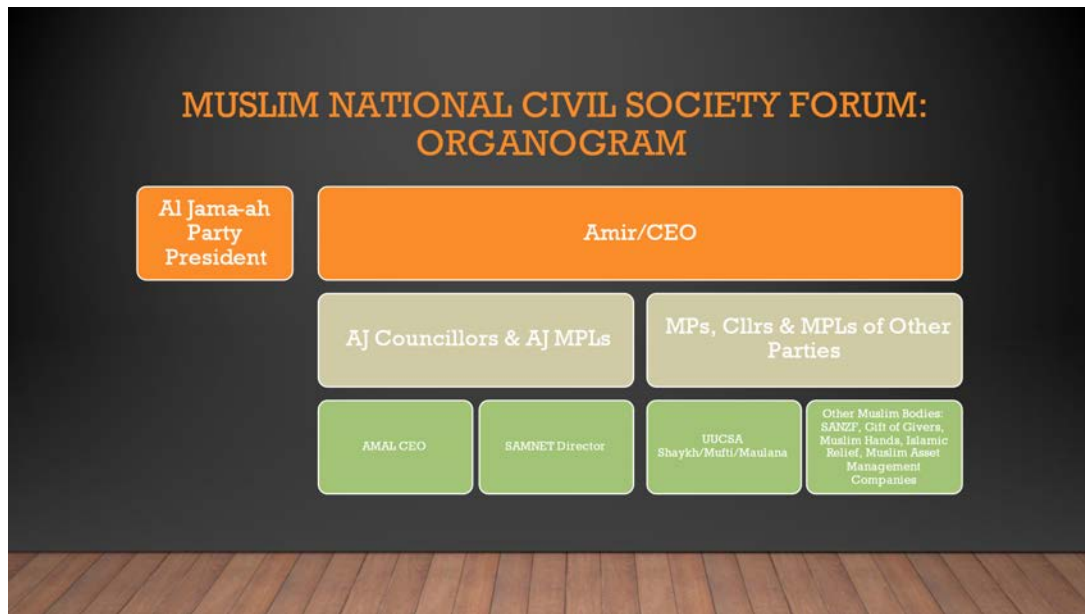 MUSLIM NATIONAL CIVIL SOCIETY FORUM:
ORGANOGRAM
Al Jama-ah
Party
President
Amir/CEO
AJ Councillors & AJ MPLs
MPs, Cllrs & MPLs of Other
Parties
AMAL CEO
SAMNET Director
UUCSA
Shaykh/Mufti/Maulana
Other Muslim Bodies:
SANZF, Gift of Givers,
Muslim Hands, Islamic
Relief, Muslim Asset
Management
Companies